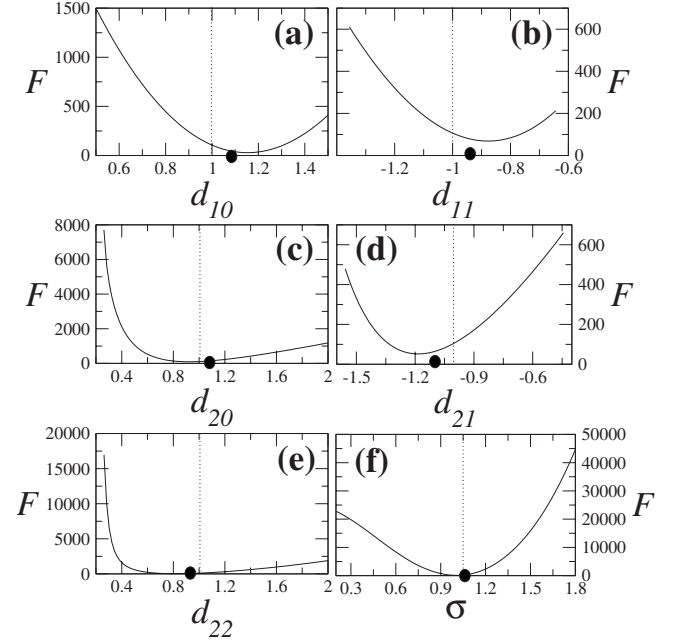 1500
1000
500
0
F
(a)
0.6 0.8 1 1.2 1.4
d10
(b)
600
400
200
0
F
-1.2 -1 -0.8 -0.6
d11
8000
6000
4000
2000
0
F
(c)
0.4 0.8 1.2 1.6 2
d20
(d)
600
400
200
0
F
-1.5 -1.2 -0.9 -0.6
d21
20000
15000
10000
5000
0
F
(e)
0.4 0.8 1.2 1.6 2
d22
(f)
50000
40000
30000
20000
10000
0
F
0.3 0.6 0.9 1.2 1.5 1.8
σ